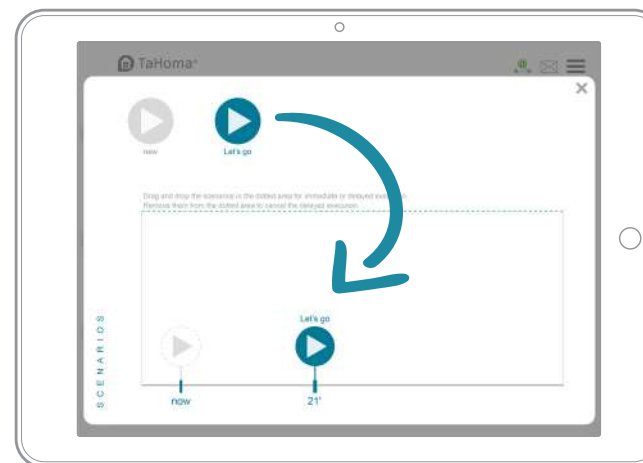 TaHoma®
new
Let's go
Drag and drop the scenarios in the dotted area for immediate or delayed execution.
Remove them from the dotted area to cancel the delayed execution.
Let's go
SCENARIOS
now
21'